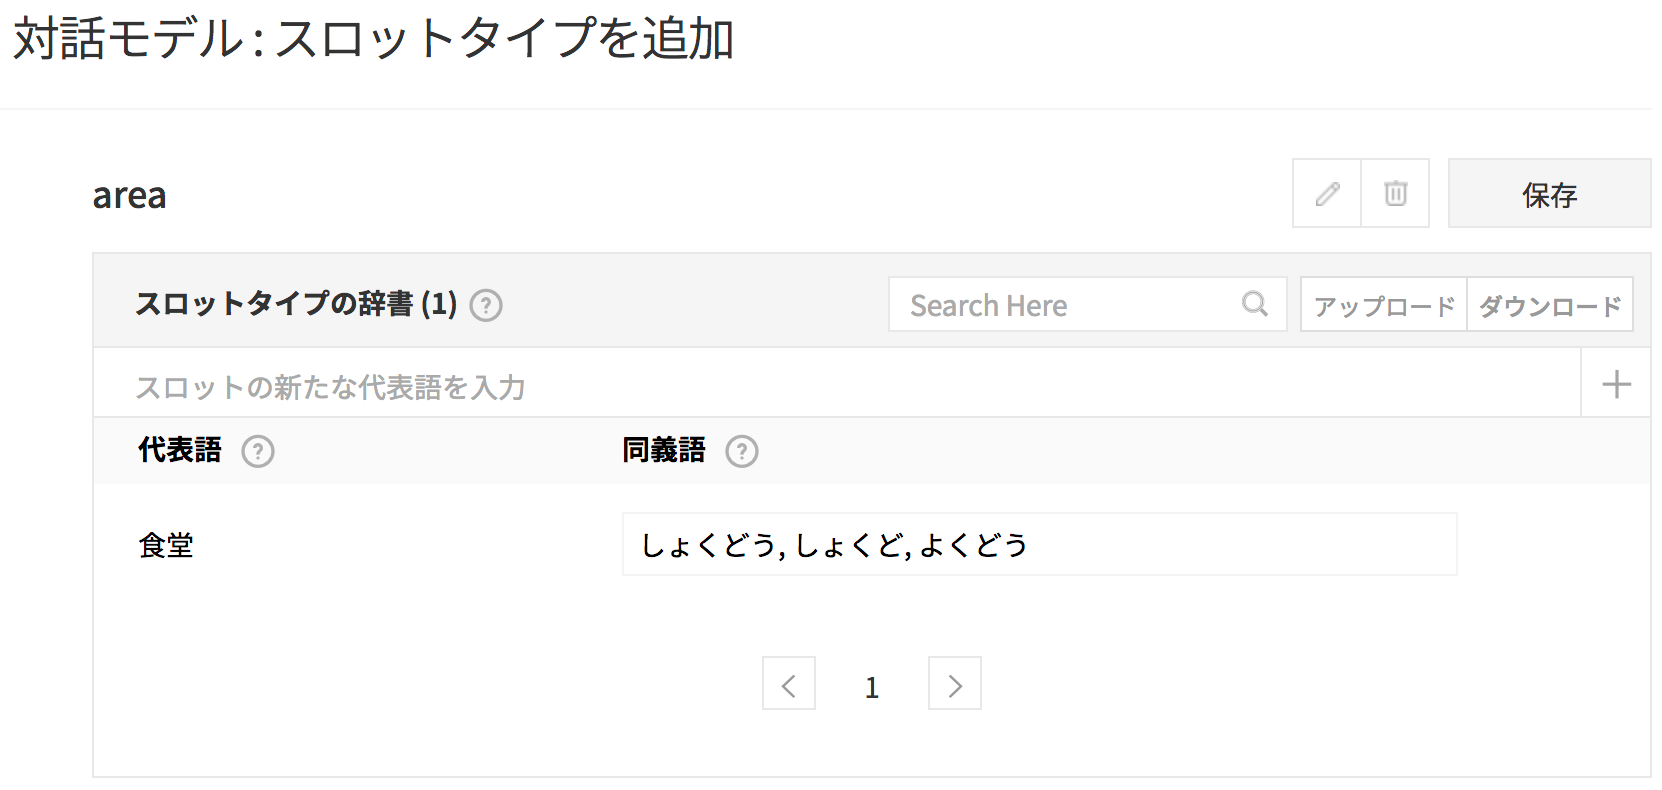 対話モデル : スロットタイプを追加
area
保存
スロットタイプの辞書 (1) ?
Search Here
アップロード
ダウンロード
スロットの新たな代表語を入力
代表語 ?
同義語 ?
食堂
しょくどう, しょくど, よくどう
1